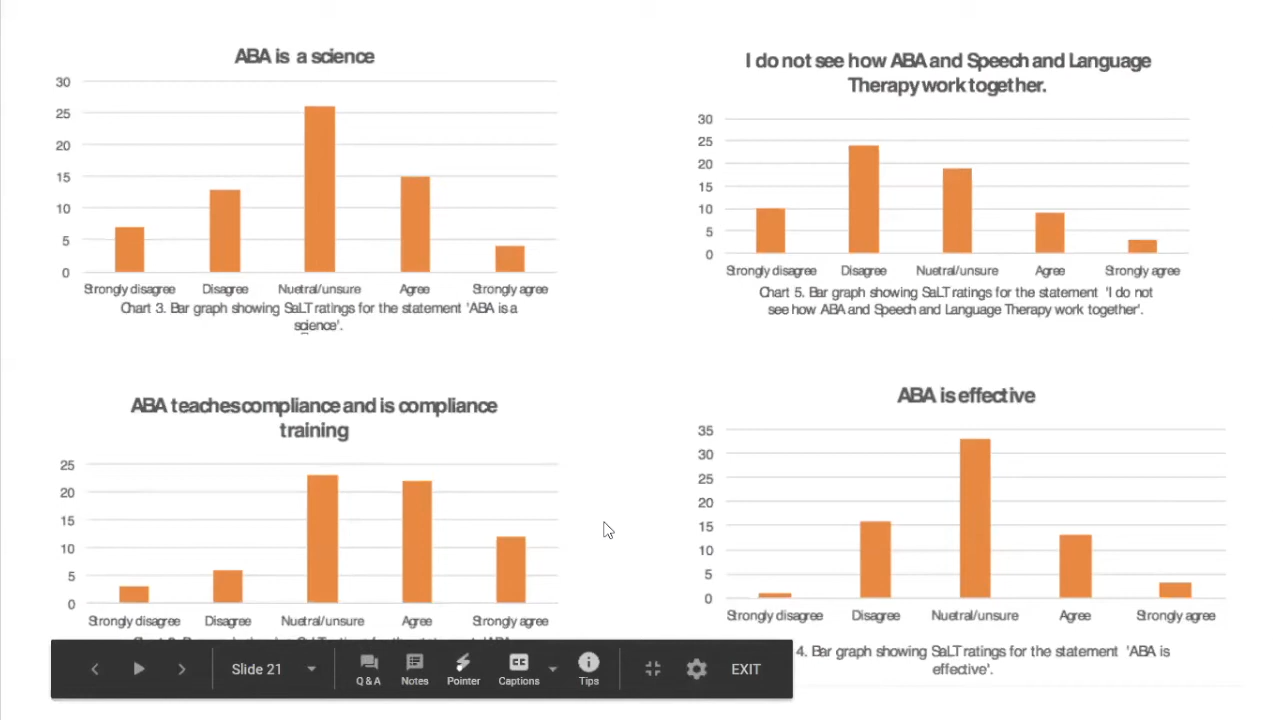 ABA is a science
30
25
20
15
10
5
0
Strongly disagree Disagree Nuetral/unsure Agree Strongly agree
Chart 3. Bar graph showing SaLT ratings for the statement 'ABA is a
science'.
I do not see how ABA and Speech and Language
Therapy work together.
30
25
20
15
10
5
0
Strongly disagree Disagree Nuetral/unsure Agree Strongly agree
Chart 5. Bar graph showing SaLT ratings for the statement 'I do not
see how ABA and Speech and Language Therapy work together'.
ABA teaches compliance and is compliance
training
25
20
15
10
5
0
Strongly disagree Disagree Nuetral/unsure Agree Strongly agree
ABA is effective
35
30
25
20
15
10
5
0
Strongly disagree Disagree Nuetral/unsure Agree Strongly agree
4. Bar graph showing SaLT ratings for the statement 'ABA is
effective'.
Slide 21
Q & A
Notes
Pointer
CC
Captions
Tips
EXIT